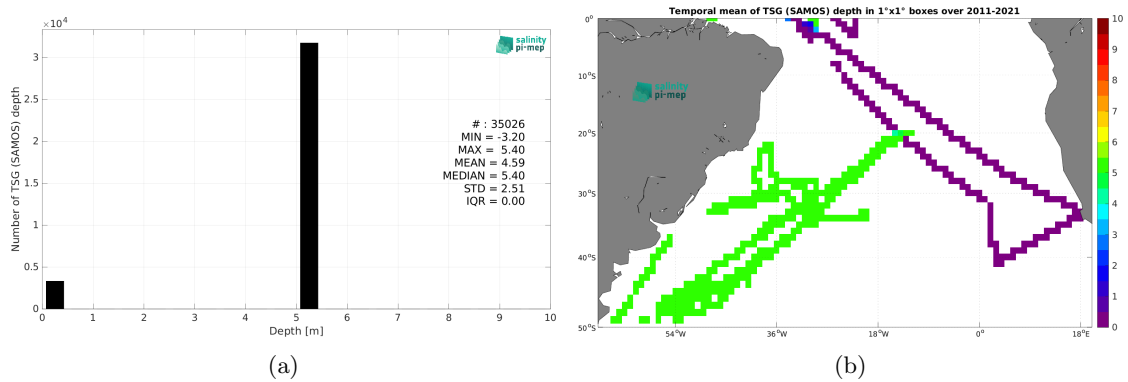 ×10⁴
3
2.5
2
1.5
1
0.5
0
0 1 2 3 4 5 6 7 8 9 10
Number of TSG (SAMOS) depth
Depth [m]
salinity
pi-mep
# : 35026
MIN = -3.20
MAX = 5.40
MEAN = 4.59
MEDIAN = 5.40
STD = 2.51
IQR = 0.00
(a)
Temporal mean of TSG (SAMOS) depth in 1°x1° boxes over 2011-2021
salinity
pi-mep
0°
10°S
20°S
30°S
40°S
50°S
54°W 36°W 18°W 0° 18°E
10
9
8
7
6
5
4
3
2
1
0
(b)